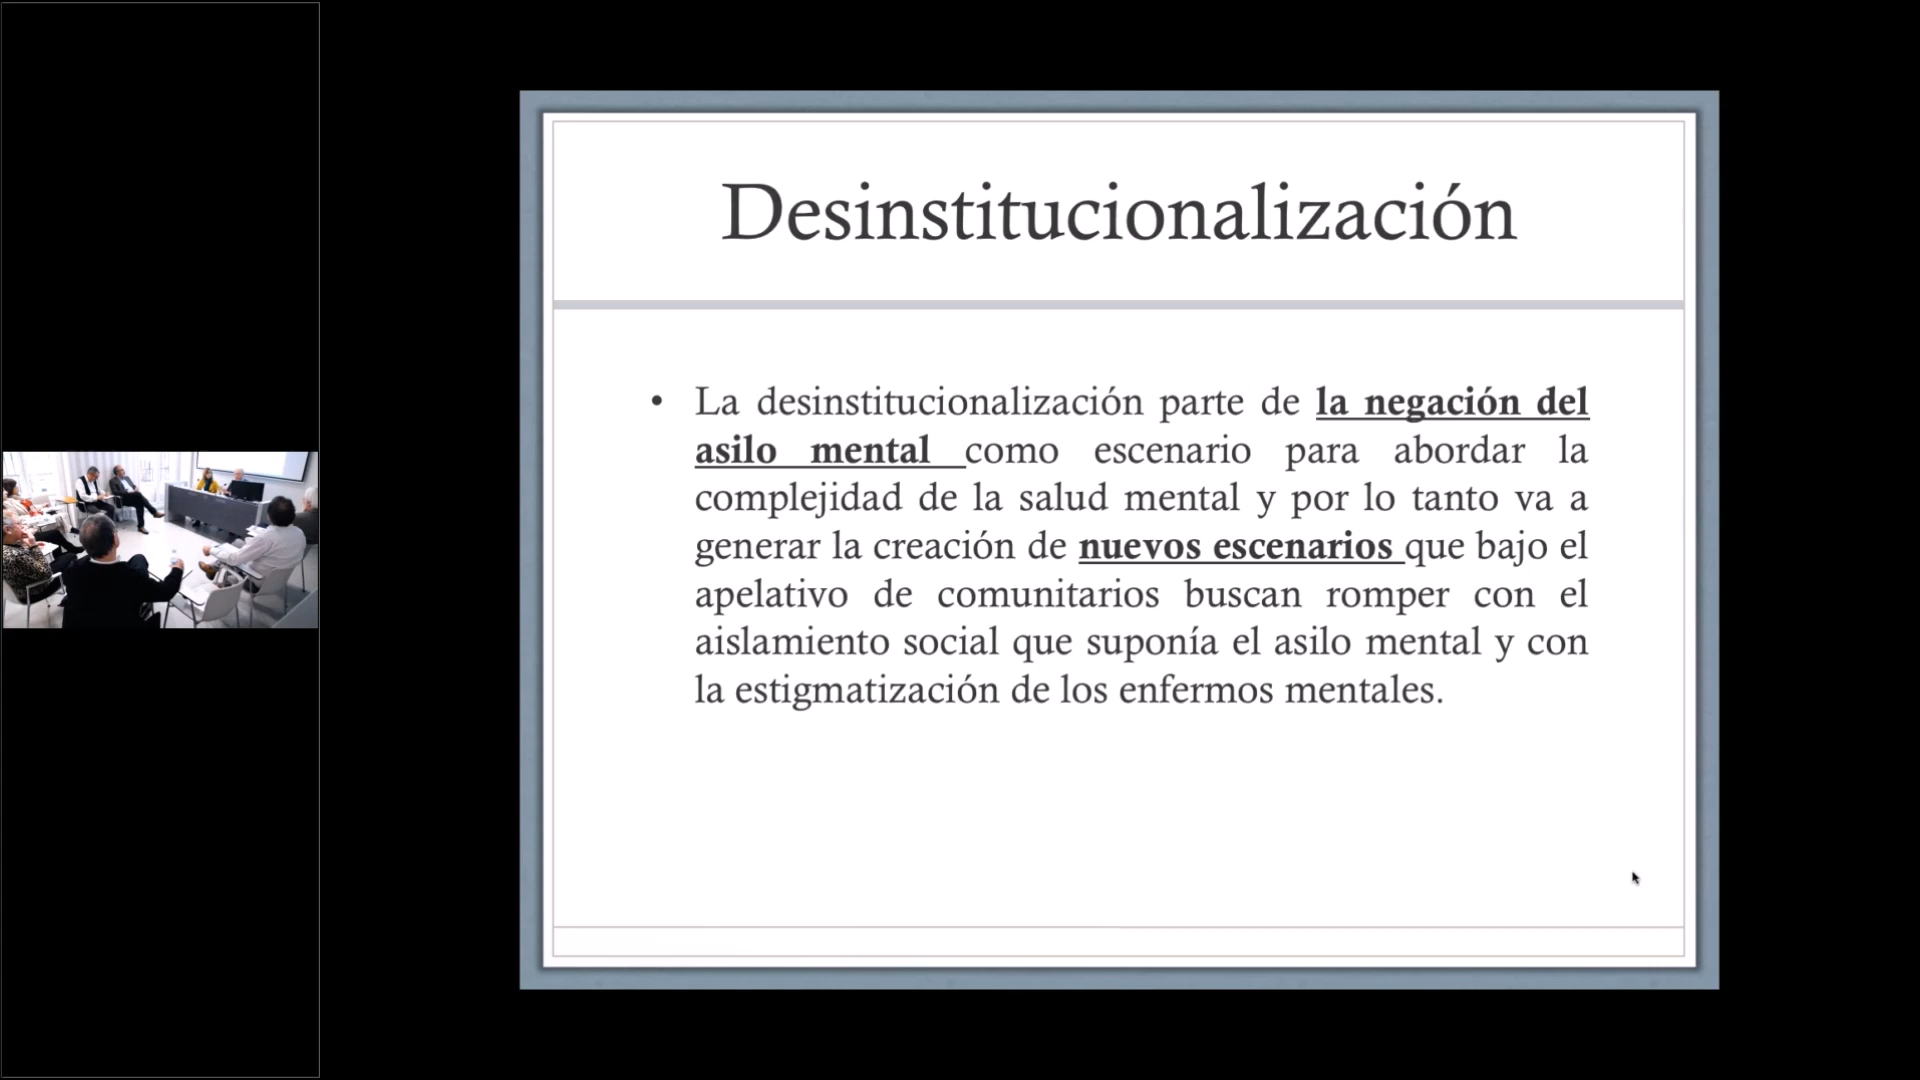 Desinstitucionalización
• La desinstitucionalización parte de la negación del
asilo mental como escenario para abordar la
complejidad de la salud mental y por lo tanto va a
generar la creación de nuevos escenarios que bajo el
apelativo de comunitarios buscan romper con el
aislamiento social que suponía el asilo mental y con
la estigmatización de los enfermos mentales.